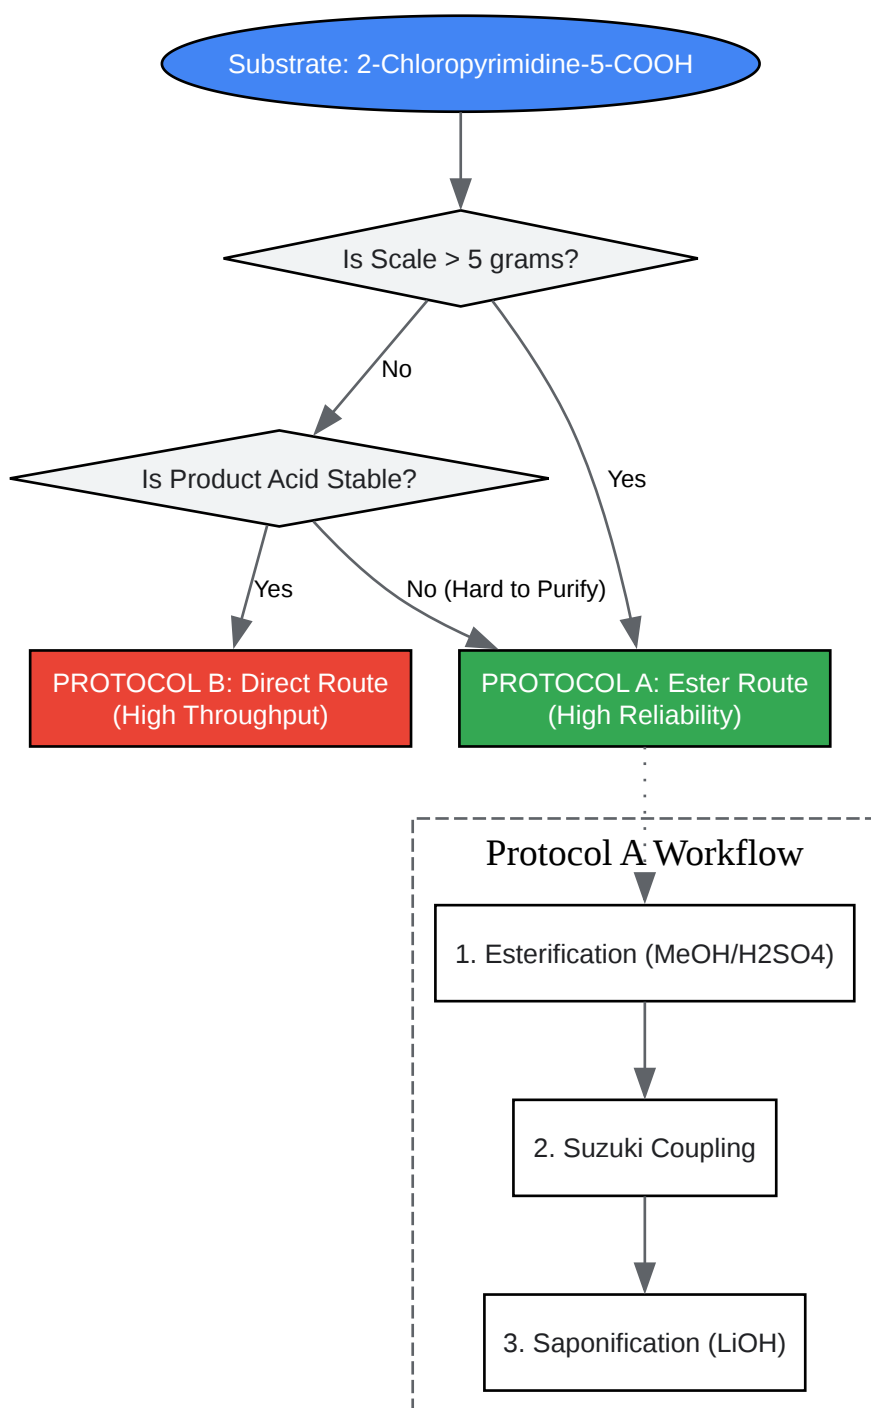 Substrate: 2-Chloropyrimidine-5-COOH
Is Scale > 5 grams?
No
Is Product Acid Stable?
Yes
Yes
No (Hard to Purify)
PROTOCOL B: Direct Route
(High Throughput)
PROTOCOL A: Ester Route
(High Reliability)
Protocol A Workflow
1. Esterification (MeOH/H2SO4)
2. Suzuki Coupling
3. Saponification (LiOH)